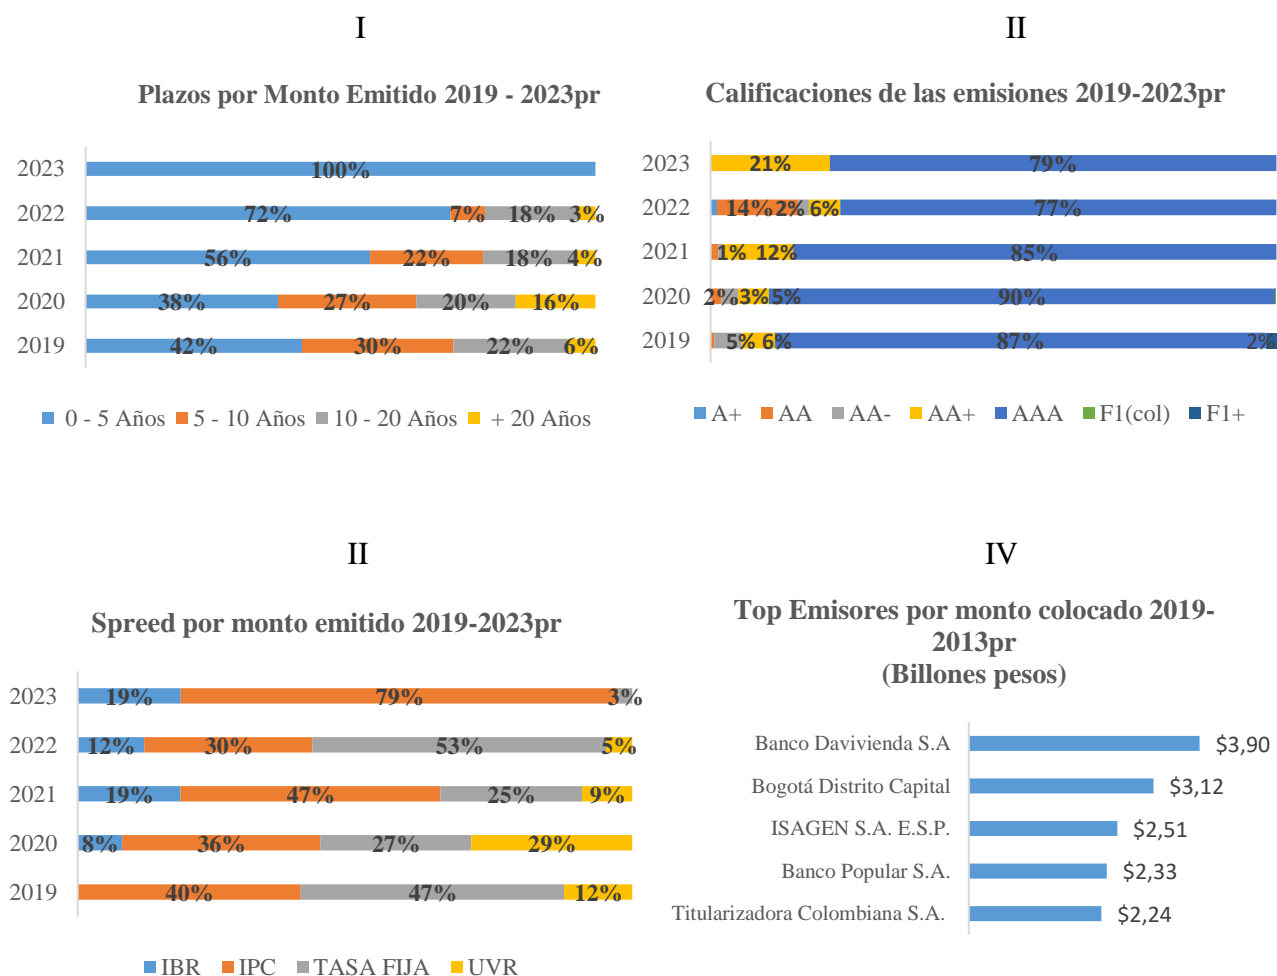 I
Plazos por Monto Emitido 2019 - 2023pr
2023
100%
2022
72% 7% 18% 3%
2021
56% 22% 18% 4%
2020
38% 27% 20% 16%
2019
42% 30% 22% 6%
0 - 5 Años 5 - 10 Años 10 - 20 Años + 20 Años
II
Calificaciones de las emisiones 2019-2023pr
2023
21% 79%
2022
14% 2% 6% 77%
2021
1% 12% 85%
2020
2% 3% 5% 90%
2019
5% 6% 87% 2%
A+ AA AA- AA+ AAA F1(col) F1+
II
Spreed por monto emitido 2019-2023pr
2023
19% 79% 3%
2022
12% 30% 53% 5%
2021
19% 47% 25% 9%
2020
8% 36% 27% 29%
2019
40% 47% 12%
IBR IPC TASA FIJA UVR
IV
Top Emisores por monto colocado 2019-
2013pr
(Billones pesos)
Banco Davivienda S.A $3,90
Bogotá Distrito Capital $3,12
ISAGEN S.A. E.S.P. $2,51
Banco Popular S.A. $2,33
Titularizadora Colombiana S.A. $2,24